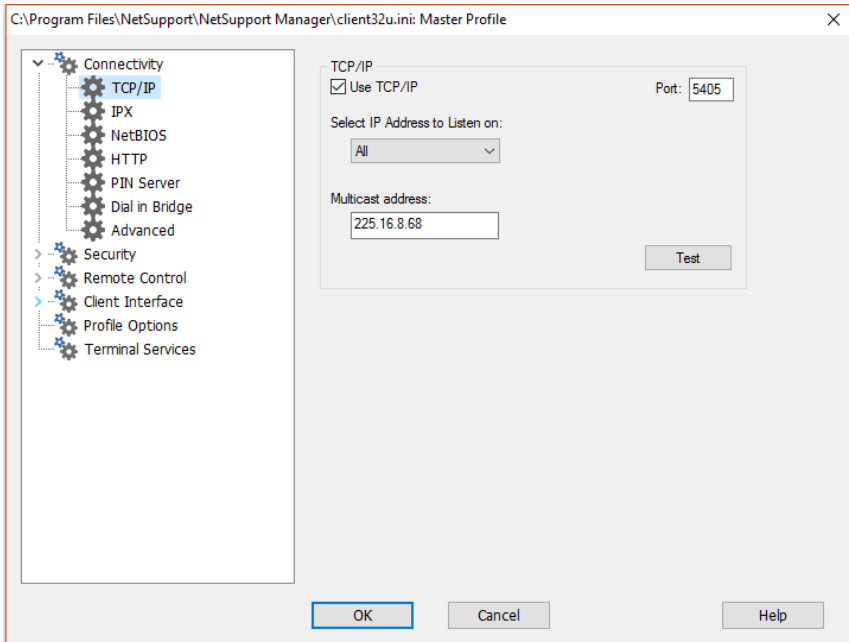 C:\Program Files\NetSupport\NetSupport Manager\client32u.ini: Master Profile
Connectivity
TCP/IP
IPX
NetBIOS
HTTP
PIN Server
Dial in Bridge
Advanced
Security
Remote Control
Client Interface
Profile Options
Terminal Services
TCP/IP
Use TCP/IP
Port: 5405
Select IP Address to Listen on:
All
Multicast address:
225.16.8.68
Test
OK Cancel Help